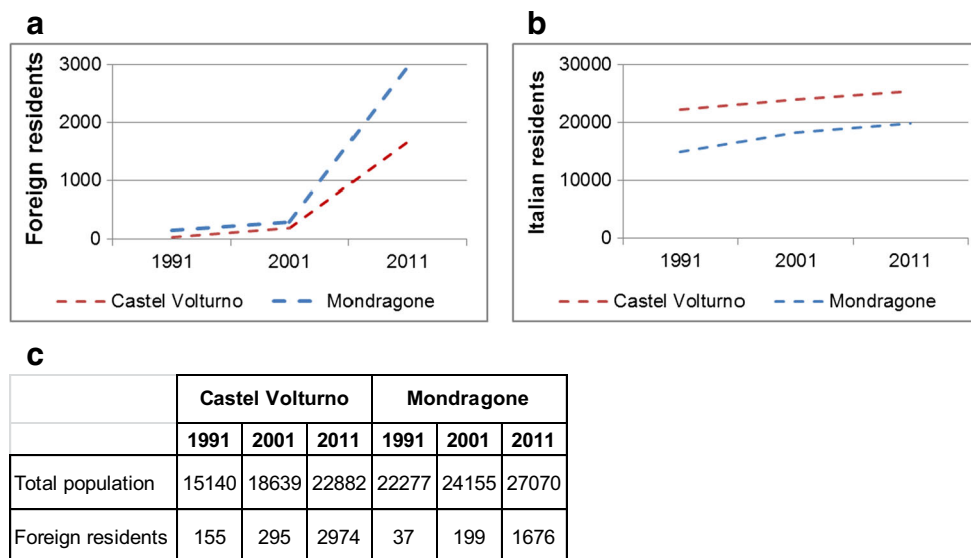 a
Foreign residents
3000
2000
1000
0
1991 2001 2011
Castel Volturno Mondragone
b
Italian residents
30000
20000
10000
0
1991 2001 2011
Castel Volturno Mondragone
c
Castel Volturno Mondragone
1991 2001 2011 1991 2001 2011
Total population 15140 18639 22882 22277 24155 27070
Foreign residents 155 295 2974 37 199 1676